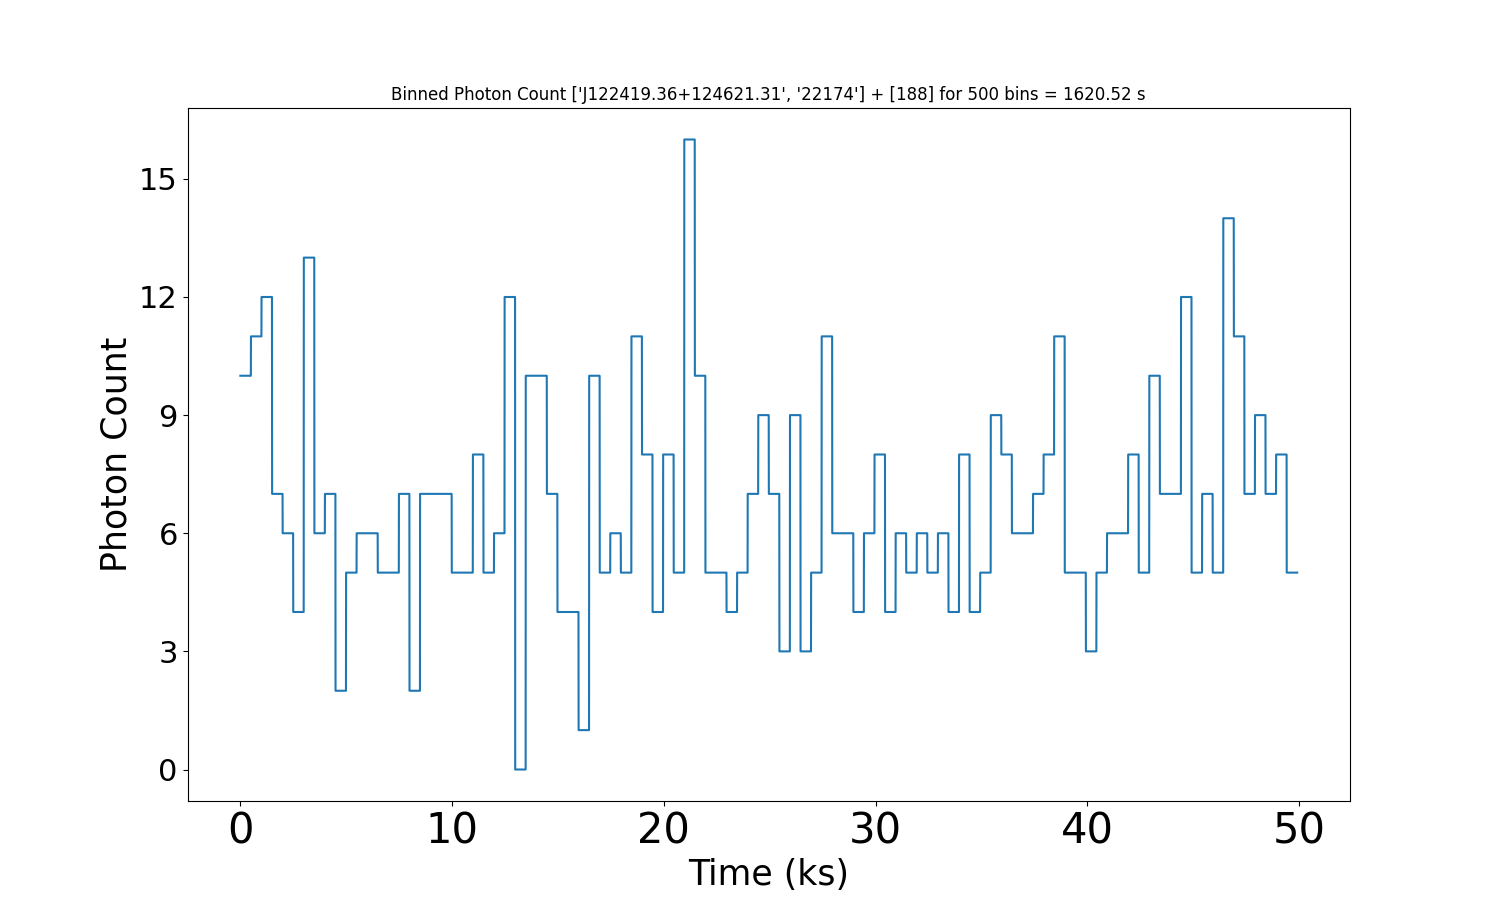 Binned Photon Count ['J122419.36+124621.31', '22174'] + [188] for 500 bins = 1620.52 s
15
12
9
6
3
0
Photon Count
0 10 20 30 40 50
Time (ks)